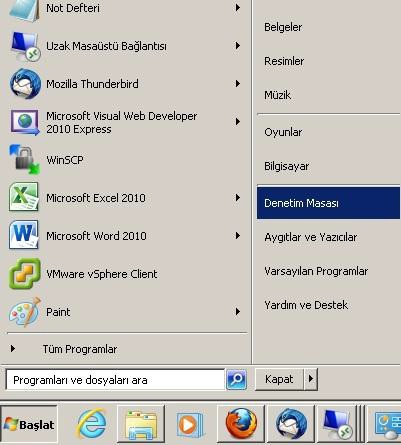 Not Defteri
Uzak Masaüstü Bağlantısı
Mozilla Thunderbird
Microsoft Visual Web Developer
2010 Express
WinSCP
Microsoft Excel 2010
Microsoft Word 2010
VMware vSphere Client
Paint
Tüm Programlar
Programları ve dosyaları ara
Belgeler
Resimler
Müzik
Oyunlar
Bilgisayar
Denetim Masası
Aygıtlar ve Yazıcılar
Varsayılan Programlar
Yardım ve Destek
Kapat
Başlat